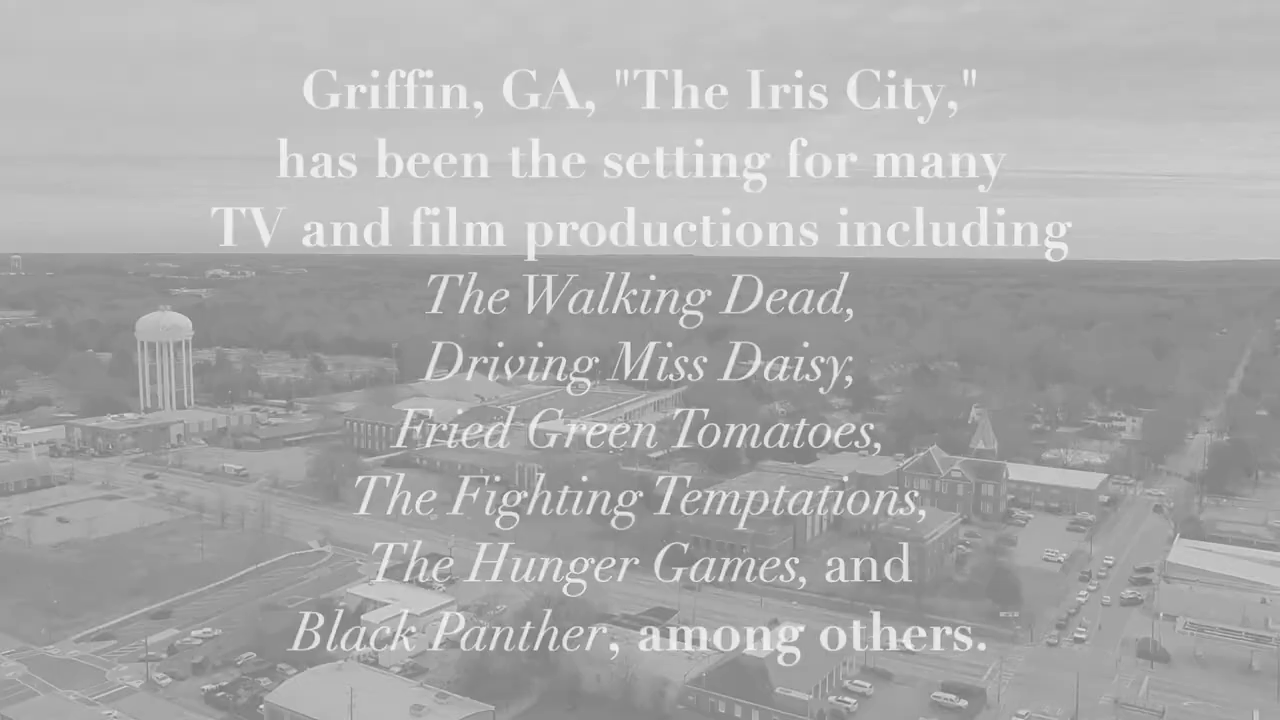 Griffin, GA, "The Iris City,"
has been the setting for many
TV and film productions including
The Walking Dead,
Driving Miss Daisy,
Fried Green Tomatoes,
The Fighting Temptations,
The Hunger Games, and
Black Panther, among others.